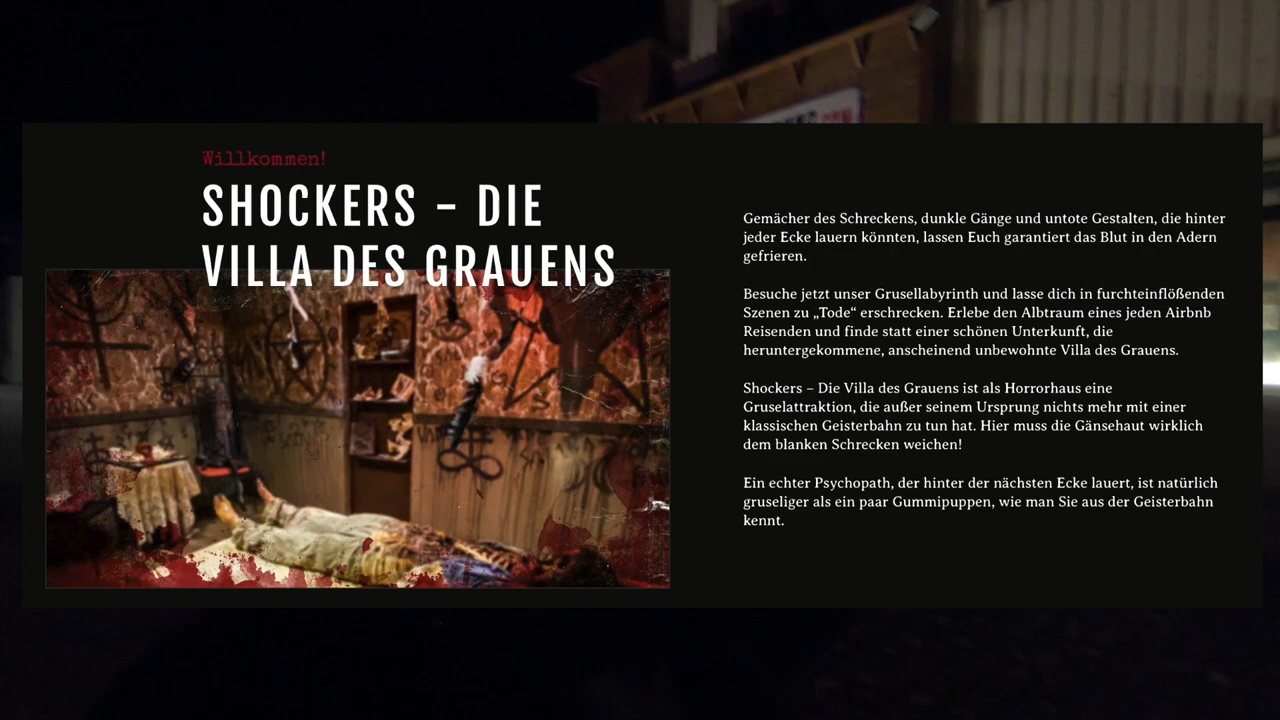 Willkommen!
SHOCKERS – DIE
VILLA DES GRAUENS
Gemächer des Schreckens, dunkle Gänge und untote Gestalten, die hinter
jeder Ecke lauern könnten, lassen Euch garantiert das Blut in den Adern
gefrieren.
Besuche jetzt unser Grusellabyrinth und lasse dich in furchteinflößenden
Szenen zu „Tode“ erschrecken. Erlebe den Albtraum eines jeden Airbnb
Reisenden und finde statt einer schönen Unterkunft, die
heruntergekommene, anscheinend unbewohnte Villa des Grauens.
Shockers – Die Villa des Grauens ist als Horrorhaus eine
Gruselattraktion, die außer seinem Ursprung nichts mehr mit einer
klassischen Geisterbahn zu tun hat. Hier muss die Gänsehaut wirklich
dem blanken Schrecken weichen!
Ein echter Psychopath, der hinter der nächsten Ecke lauert, ist natürlich
gruseliger als ein paar Gummipuppen, wie man Sie aus der Geisterbahn
kennt.